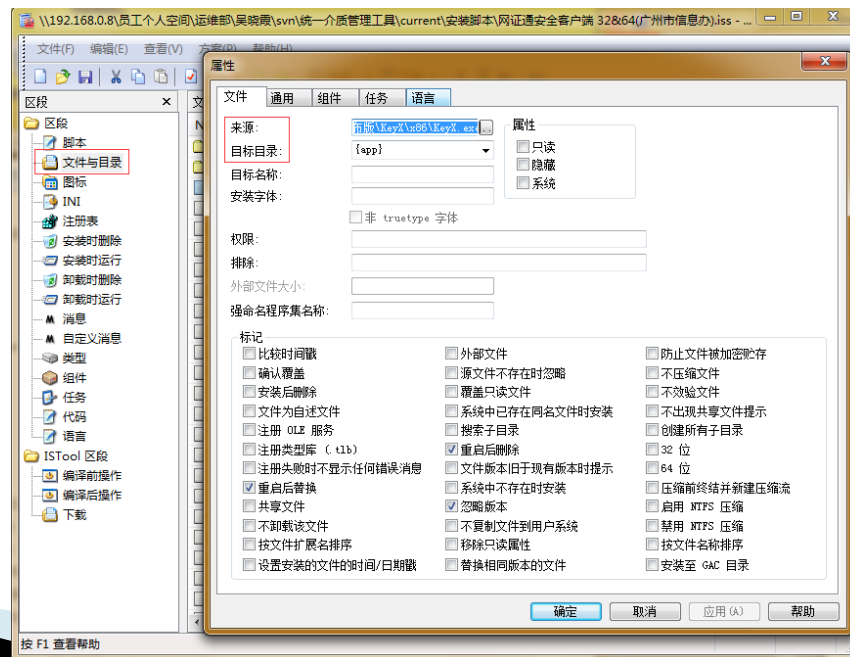 \\192.168.0.8\员工个人空间\运维部\吴晓霞\svn\统一介质管理工具\current\安装脚本\网证通安全客户端 32&64(广州市信息办).iss - ...
文件(F) 编辑(E) 查看(V) 方案(P) 帮助(H)
区段
区段
脚本
文件与目录
图标
INI
注册表
安装时删除
安装时运行
卸载时删除
卸载时运行
消息
自定义消息
类型
组件
任务
代码
语言
ISTool 区段
编译前操作
编译后操作
下载
文
N
属性
文件 通用 组件 任务 语言
来源: 布版\KeyX\x86\KeyX.exe ...
目标目录: {app}
目标名称:
安装字体:
非 truetype 字体
属性
只读
隐藏
系统
权限:
排除:
外部文件大小:
强命名程序集名称:
标记
比较时间戳 外部文件 防止文件被加密贮存
确认覆盖 源文件不存在时忽略 不压缩文件
安装后删除 覆盖只读文件 不效验文件
文件为自述文件 系统中已存在同名文件时安装 不出现共享文件提示
注册 OLE 服务 搜索子目录 创建所有子目录
注册类型库 (.tlb) 重启后删除 32 位
注册失败时不显示任何错误消息 文件版本旧于现有版本时提示 64 位
重启后替换 系统中不存在时安装 压缩前终结并新建压缩流
共享文件 忽略版本 启用 NTFS 压缩
不卸载该文件 不复制文件到用户系统 禁用 NTFS 压缩
按文件扩展名排序 移除只读属性 按文件名称排序
设置安装的文件的时间/日期戳 替换相同版本的文件 安装至 GAC 目录
确定 取消 应用(A) 帮助
按 F1 查看帮助